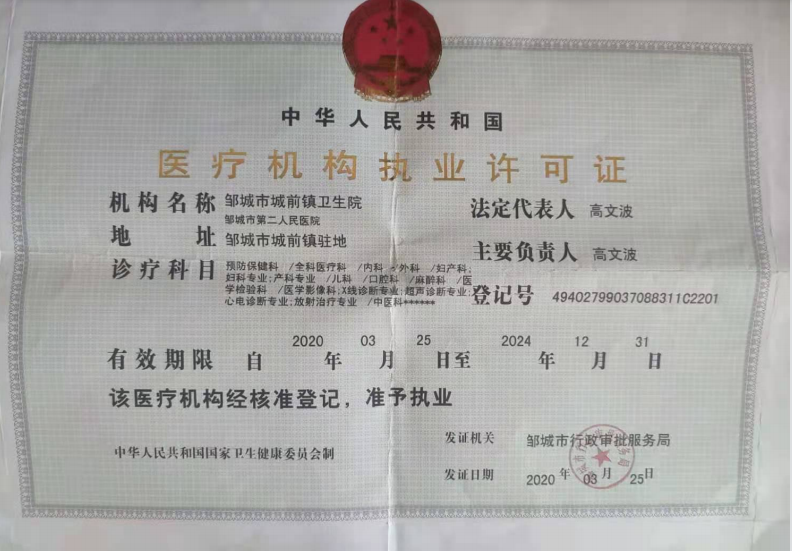 中华人民共和国
医疗机构执业许可证
机构名称 邹城市城前镇卫生院
邹城市第二人民医院
法定代表人 高文波
地 址 邹城市城前镇驻地
主要负责人 高文波
诊疗科目 预防保健科 /全科医疗科 /内科 /外科 /妇产科;
妇科专业;产科专业 /儿科 /口腔科 /麻醉科 /医
学检验科 /医学影像科;X线诊断专业;超声诊断专业;
心电诊断专业;放射治疗专业 /中医科******
登记号 49402799037088311C2201
有效期限 自 2020 年 03 月 25 日至 2024 年 12 月 31 日
该医疗机构经核准登记，准予执业
发证机关 邹城市行政审批服务局
中华人民共和国国家卫生健康委员会制
发证日期 2020 年 03 月 25日